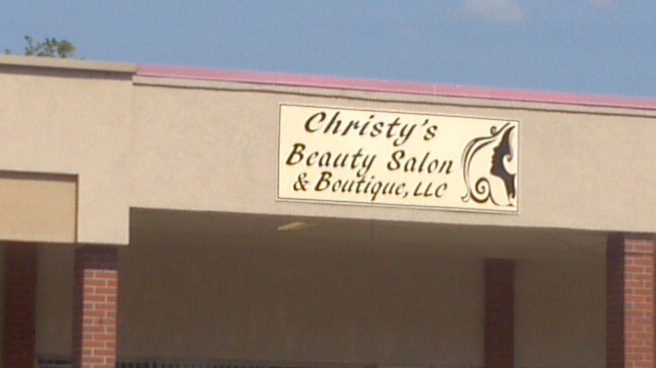 Christy's
Beauty Salon
& Boutique, LLC